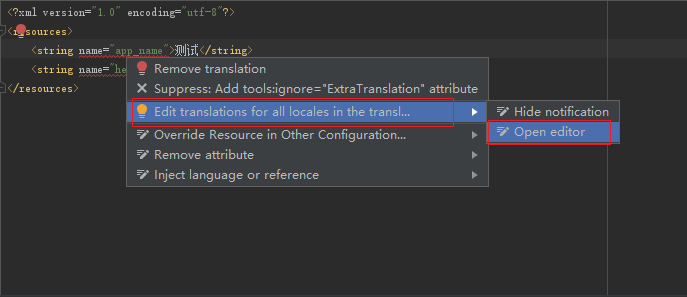 <?xml version="1.0" encoding="utf-8"?>
<resources>
<string name="app_name">测试</string>
<string name="he
</resources>
Remove translation
Suppress: Add tools:ignore="ExtraTranslation" attribute
Edit translations for all locales in the transl...
Override Resource in Other Configuration...
Remove attribute
Inject language or reference
Hide notification
Open editor